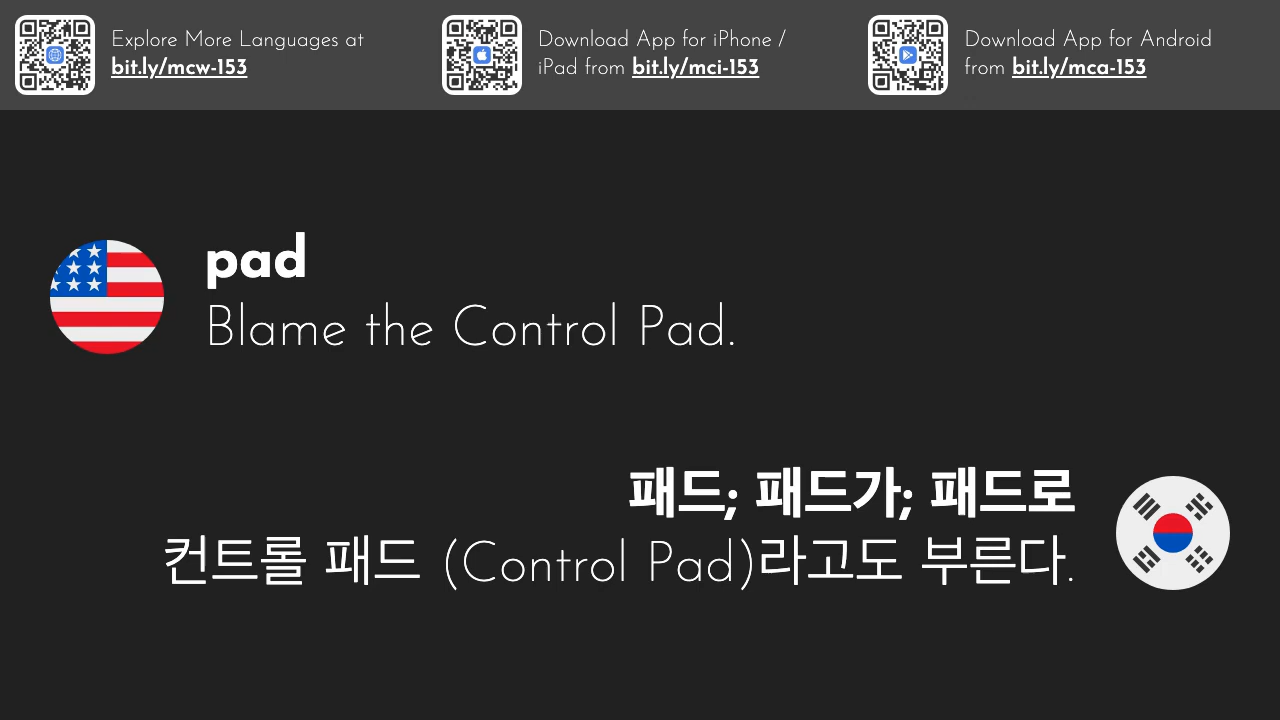 Explore More Languages at
bit.ly/mcw-153
Download App for iPhone /
iPad from bit.ly/mci-153
Download App for Android
from bit.ly/mca-153
pad
Blame the Control Pad.
패드; 패드가; 패드로
컨트롤 패드 (Control Pad)라고도 부른다.